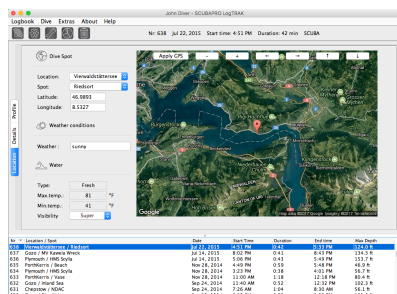 John Diver - SCUBAPRO LogTRAK
Logbook Dive Extras About Help
Nr: 638 Jul 22, 2015 Start time: 4:51 PM Duration: 42 min SCUBA
Dive Spot
Apply GPS - + ← → ↑ ↓
Location: Vierwaldstättersee
Spot: Riedsort
Latitude: 46.9893
Longitude: 8.5327
Weather conditions
Weather : sunny
Water
Type: Fresh
Max.temp.: 81 °F
Min.temp.: 41 °F
Visibility Super
Profile
Details
Location
Google
Nr Location / Spot Date Start Time Duration End time Max Depth
638 Vierwaldstättersee / Riedsort Jul 22, 2015 4:51 PM 0:42 5:33 PM 124.0 ft
637 Gozo / MV Kawela Wreck Jul 14, 2015 8:02 PM 0:41 8:43 PM 134.5 ft
636 Plymouth / HMS Scylla Jul 14, 2015 5:06 PM 0:43 5:49 PM 153.7 ft
635 PorthKerris / Beach Nov 28, 2014 4:49 PM 0:59 5:48 PM 46.9 ft
634 Plymouth / HMS Scylla Nov 28, 2014 3:23 PM 0:38 4:01 PM 56.7 ft
633 PorthKerris / Vase Nov 28, 2014 11:00 AM 1:18 12:18 PM 80.4 ft
632 Gozo / Inland Sea Sep 24, 2014 11:40 AM 0:52 12:32 PM 102.3 ft
631 Chepstow / NDAC Sep 24, 2014 7:26 AM 1:04 8:30 AM 56.1 ft